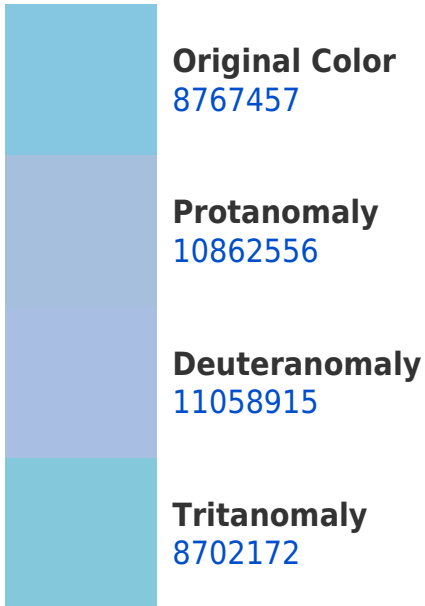 Original Color
8767457
Protanomaly
10862556
Deuteranomaly
11058915
Tritanomaly
8702172